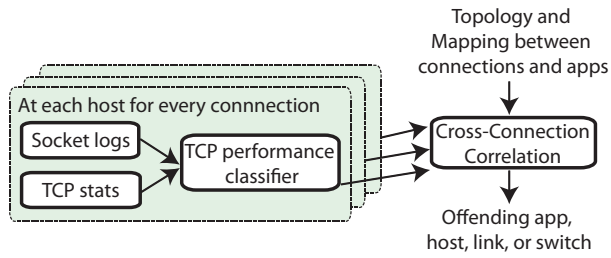 Topology and
Mapping between
connections and apps
At each host for every connnection
Socket logs
TCP stats
TCP performance
classifier
Cross-Connection
Correlation
Offending app,
host, link, or switch